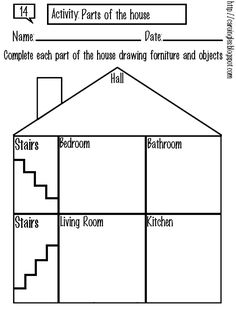 14 Activity Parts of the house
Name: Date:
Complete each part of the house drawing forniture and objects
Hall
Stairs Bedroom Bathroom
Stairs Living Room Kitchen